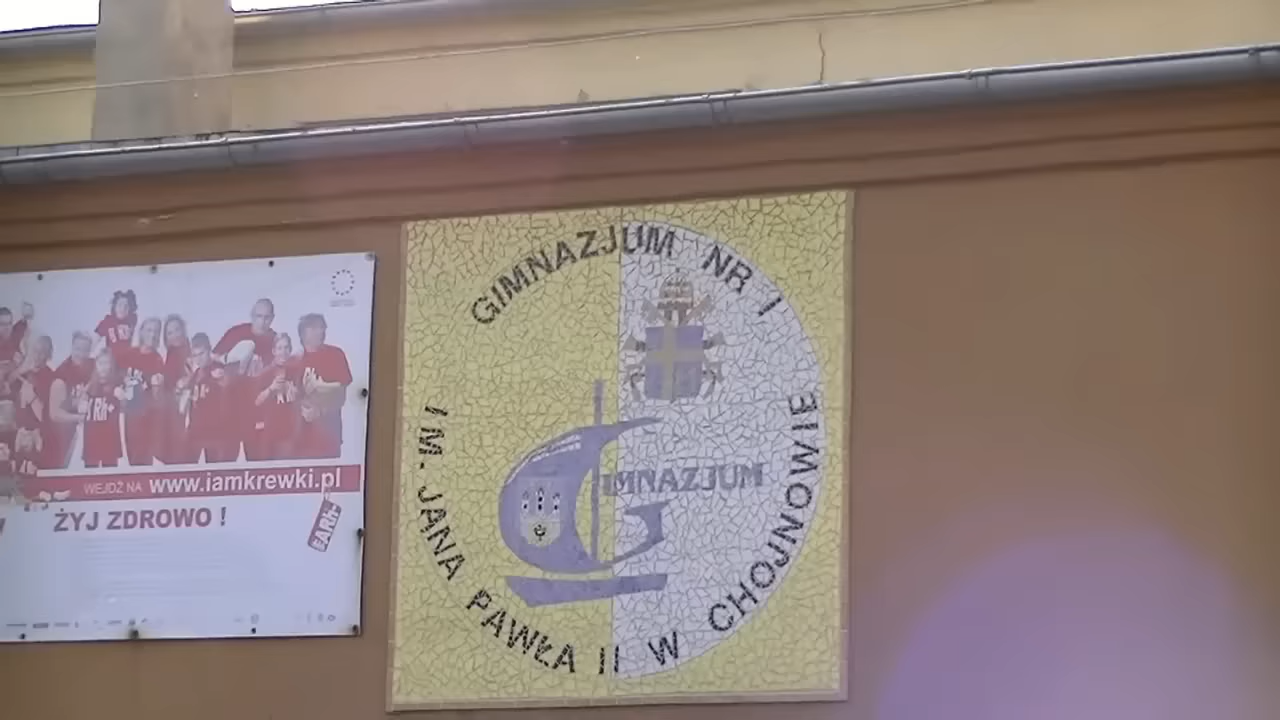 WEJDŹ NA www.iamkrewki.pl
ŻYJ ZDROWO !
GIMNAZJUM NR 1
IM. JANA PAWŁA II W CHOJNOWIE
GIMNAZJUM